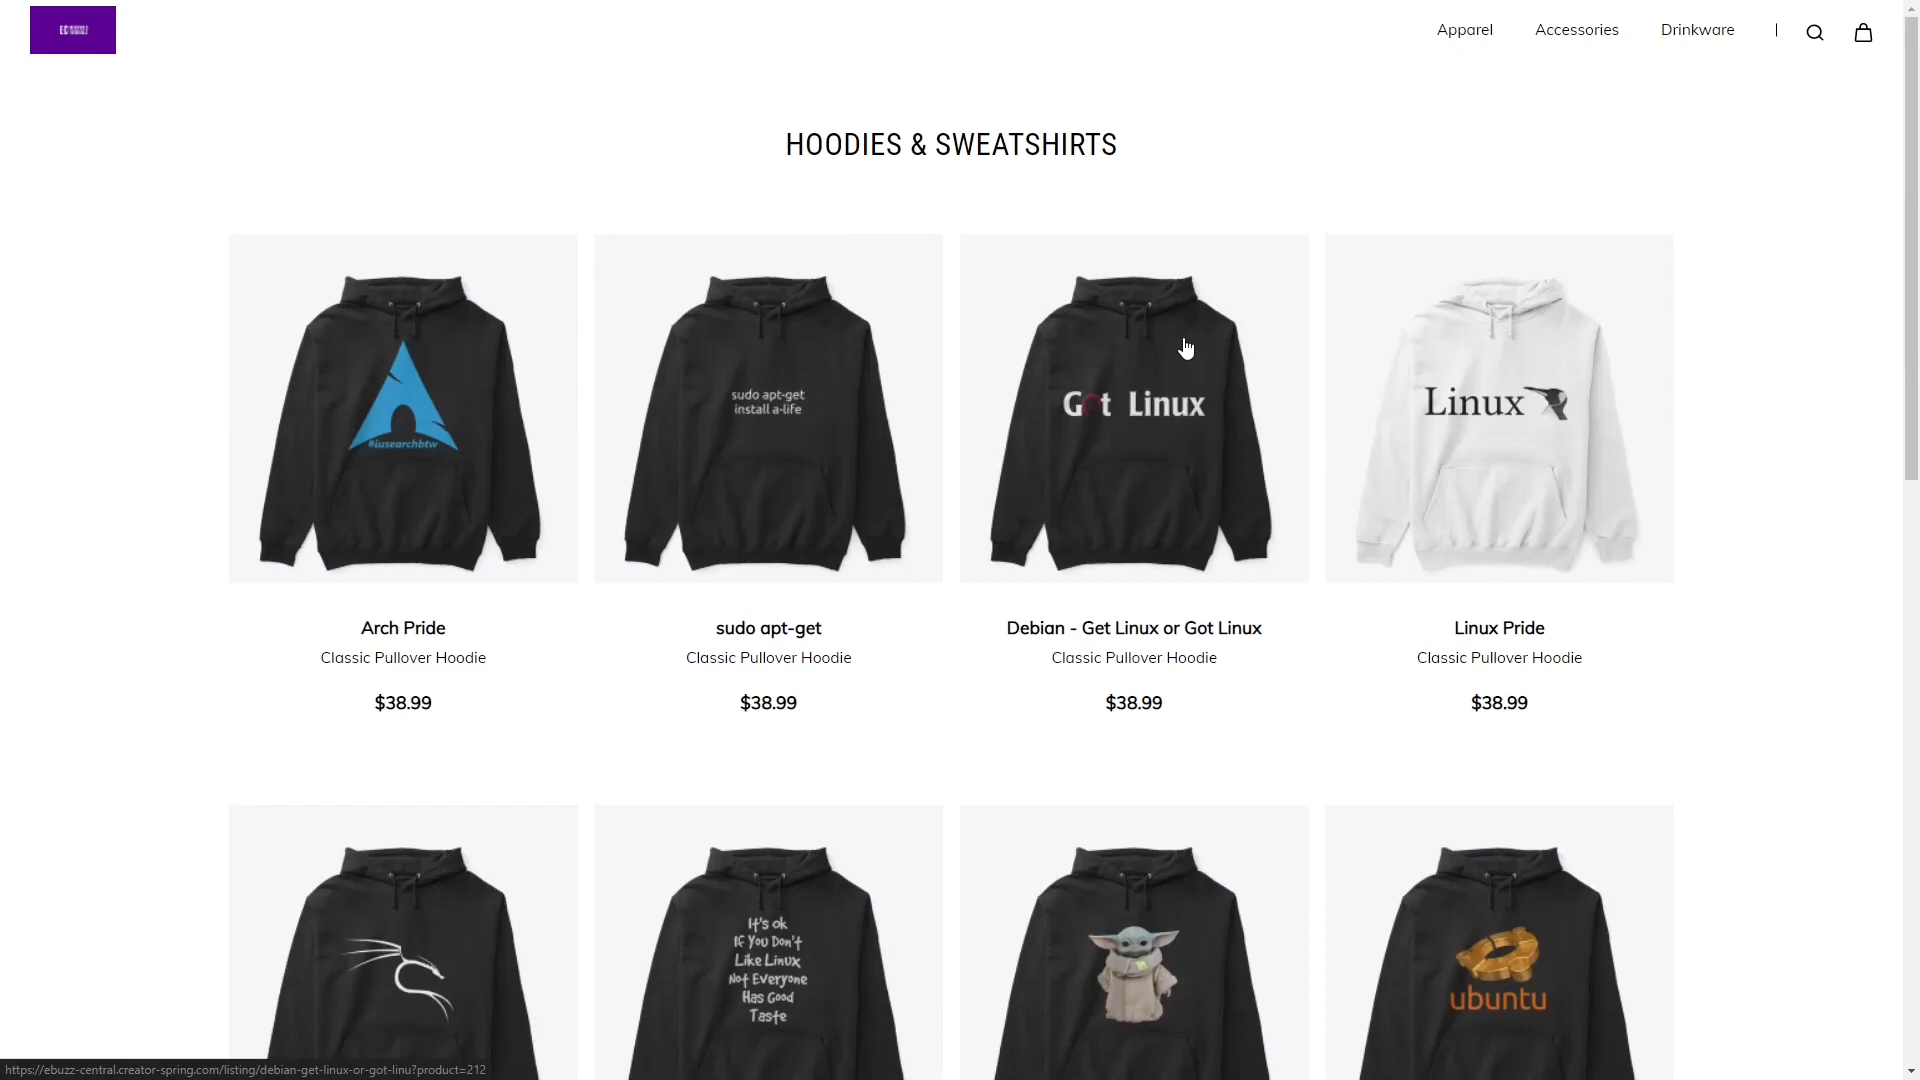 Apparel
Accessories
Drinkware
HOODIES & SWEATSHIRTS
#iusearchbtw
sudo apt-get
install a-life
Got Linux
Linux
Arch Pride
Classic Pullover Hoodie
$38.99
sudo apt-get
Classic Pullover Hoodie
$38.99
Debian - Get Linux or Got Linux
Classic Pullover Hoodie
$38.99
Linux Pride
Classic Pullover Hoodie
$38.99
It's ok
If You Don't
Like Linux
Not Everyone
Has Good
Taste
ubuntu
https://ebuzz-central.creator-spring.com/listing/debian-get-linux-or-got-linu?product=212